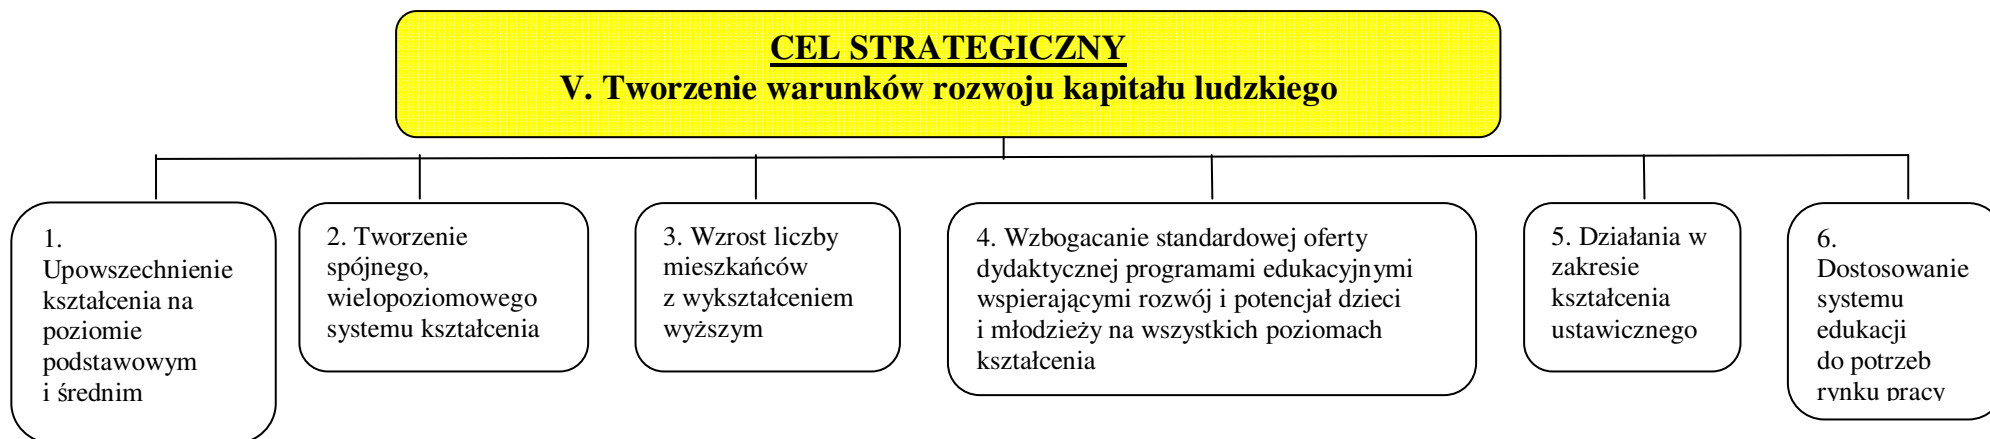 CEL STRATEGICZNY
V. Tworzenie warunków rozwoju kapitału ludzkiego
1.
Upowszechnienie
kształcenia na
poziomie
podstawowym
i średnim
2. Tworzenie
spójnego,
wielopoziomowego
systemu kształcenia
3. Wzrost liczby
mieszkańców
z wykształceniem
wyższym
4. Wzbogacanie standardowej oferty
dydaktycznej programami edukacyjnymi
wspierającymi rozwój i potencjał dzieci
i młodzieży na wszystkich poziomach
kształcenia
5. Działania w
zakresie
kształcenia
ustawicznego
6.
Dostosowanie
systemu
edukacji
do potrzeb
rynku pracy